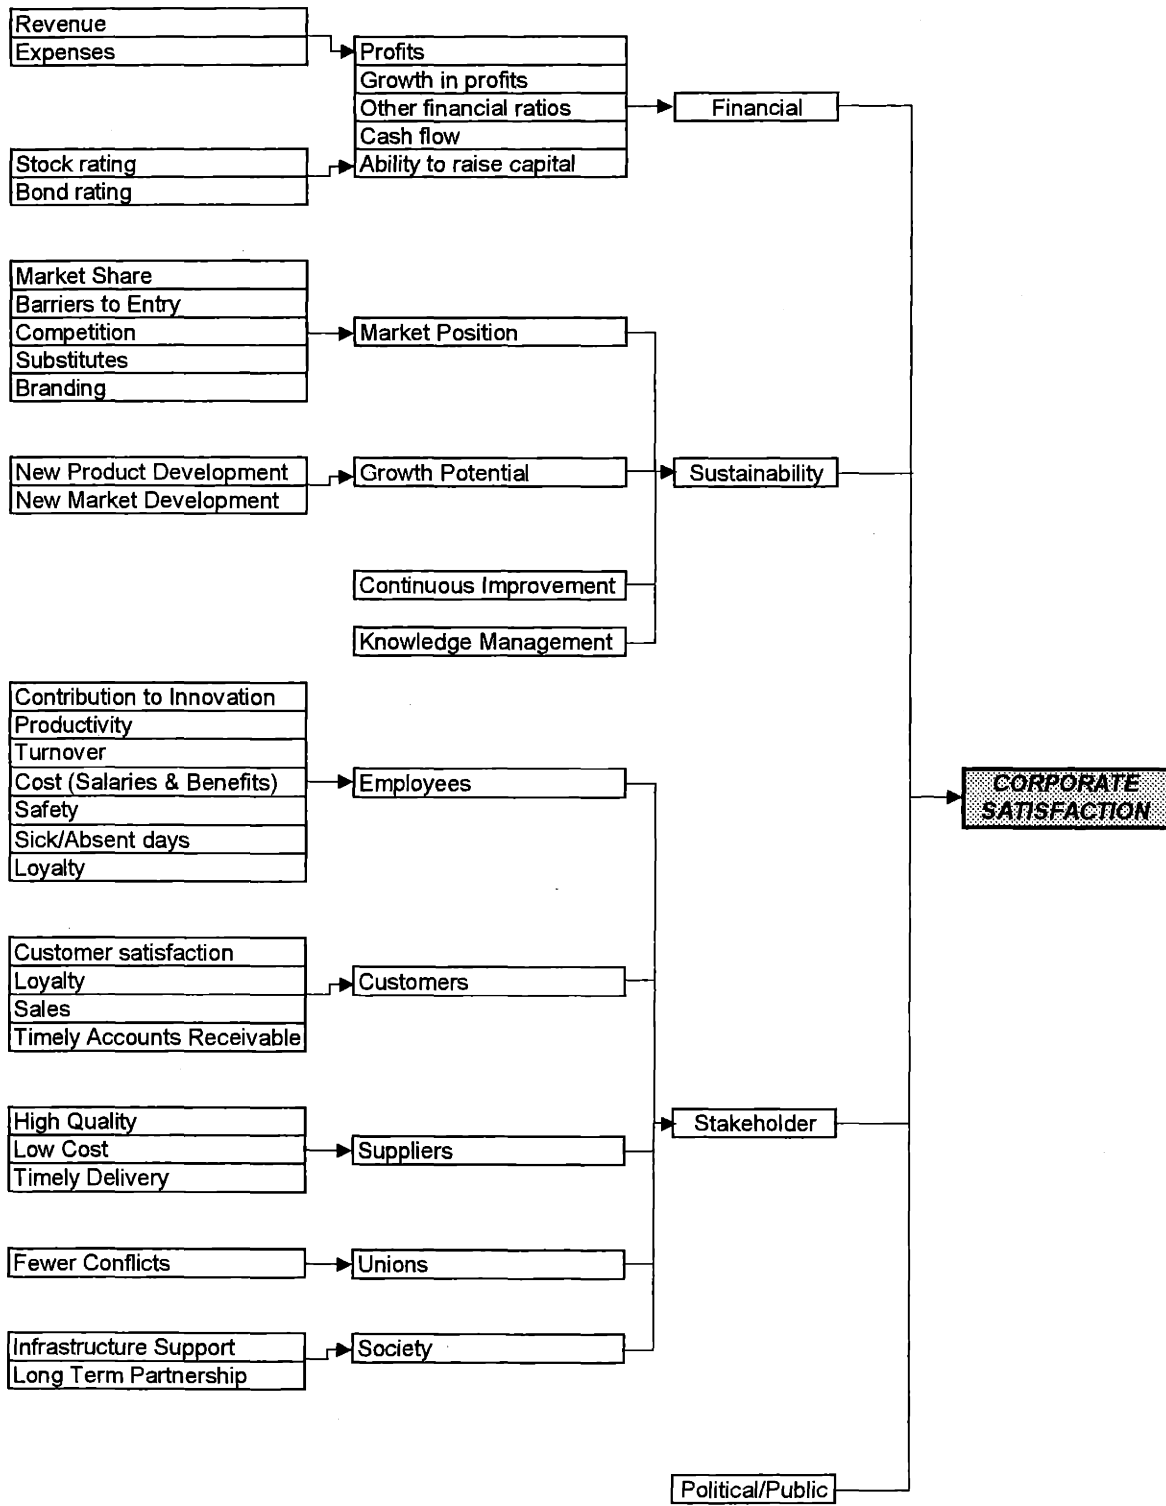 Revenue
Expenses
Profits
Growth in profits
Other financial ratios
Cash flow
Ability to raise capital
Financial
Stock rating
Bond rating
Market Share
Barriers to Entry
Competition
Substitutes
Branding
Market Position
New Product Development
New Market Development
Growth Potential
Sustainability
Continuous Improvement
Knowledge Management
Contribution to Innovation
Productivity
Turnover
Cost (Salaries & Benefits)
Safety
Sick/Absent days
Loyalty
Employees
CORPORATE
SATISFACTION
Customer satisfaction
Loyalty
Sales
Timely Accounts Receivable
Customers
High Quality
Low Cost
Timely Delivery
Suppliers
Stakeholder
Fewer Conflicts
Unions
Infrastructure Support
Long Term Partnership
Society
Political/Public